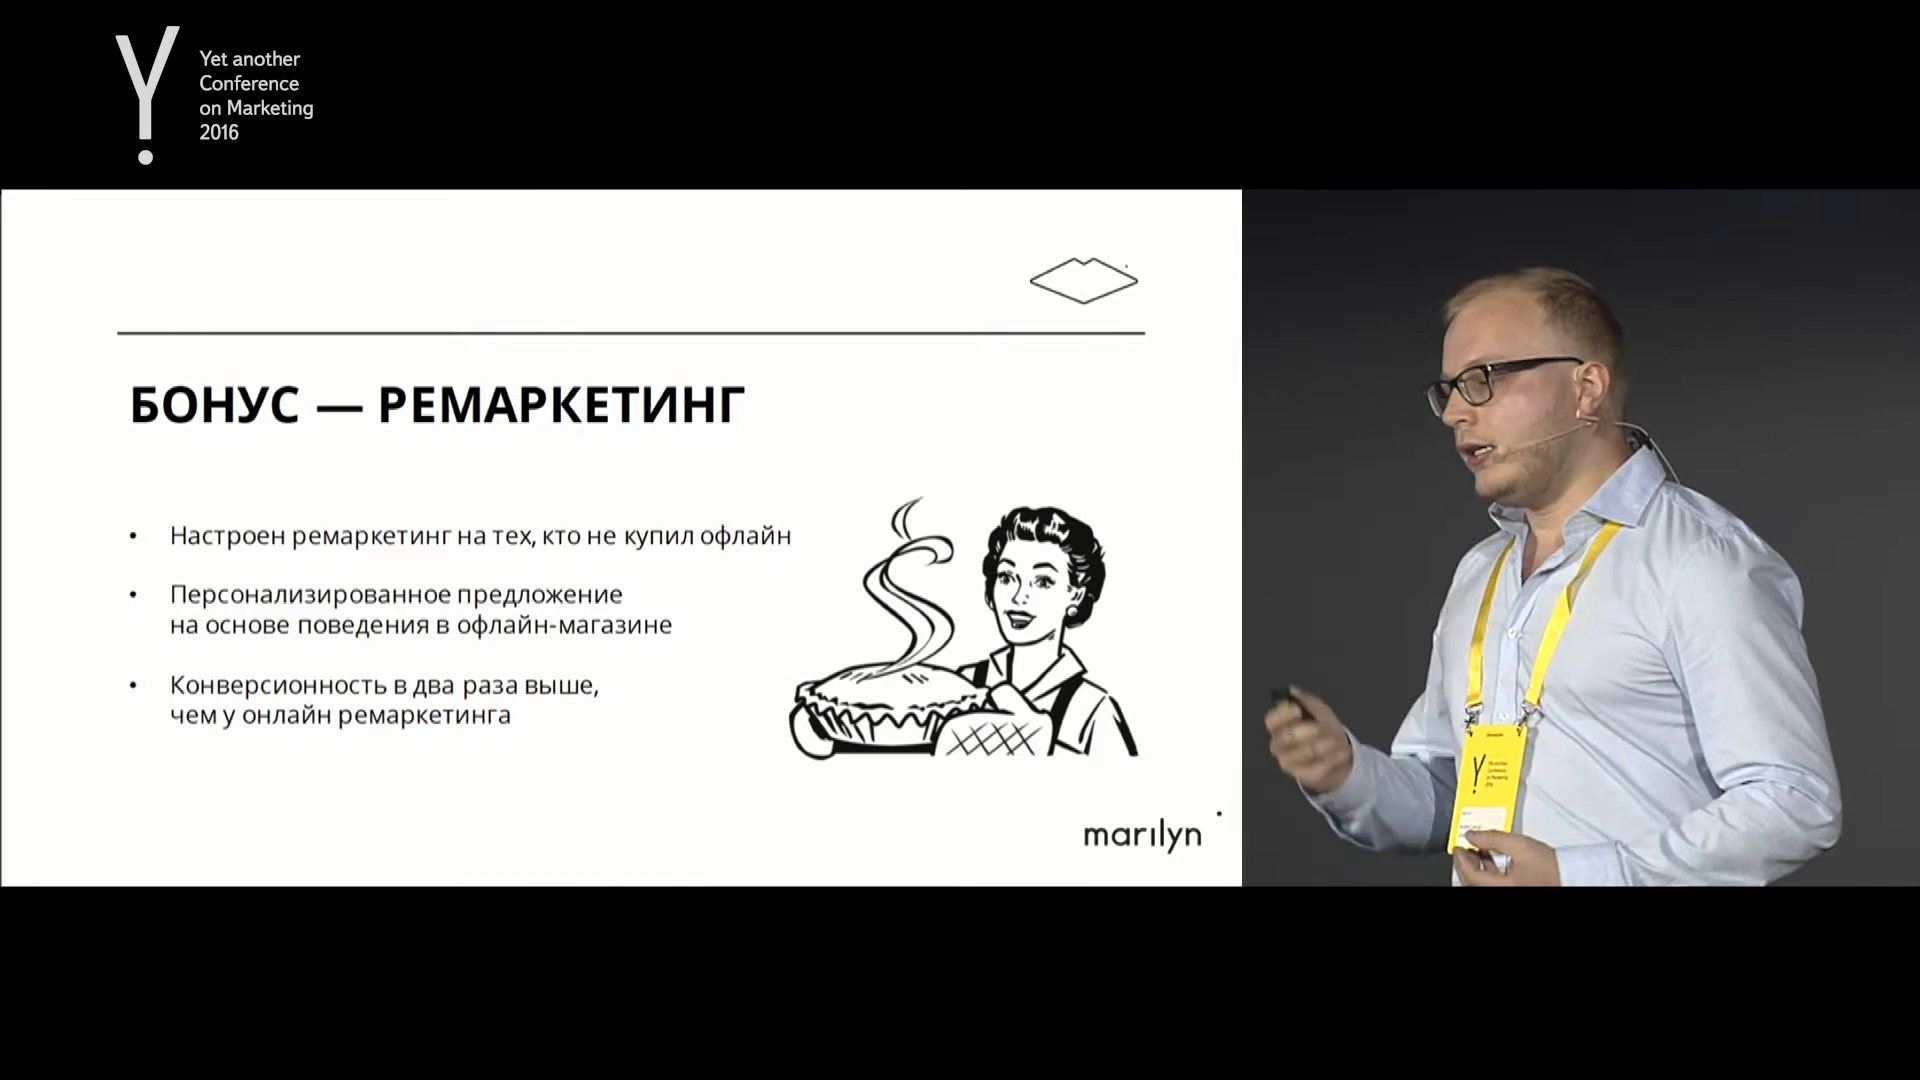 Yet another
Conference
on Marketing
2016
БОНУС — РЕМАРКЕТИНГ
• Настроен ремаркетинг на тех, кто не купил офлайн
• Персонализированное предложение
на основе поведения в офлайн-магазине
• Конверсионность в два раза выше,
чем у онлайн ремаркетинга
marılyn